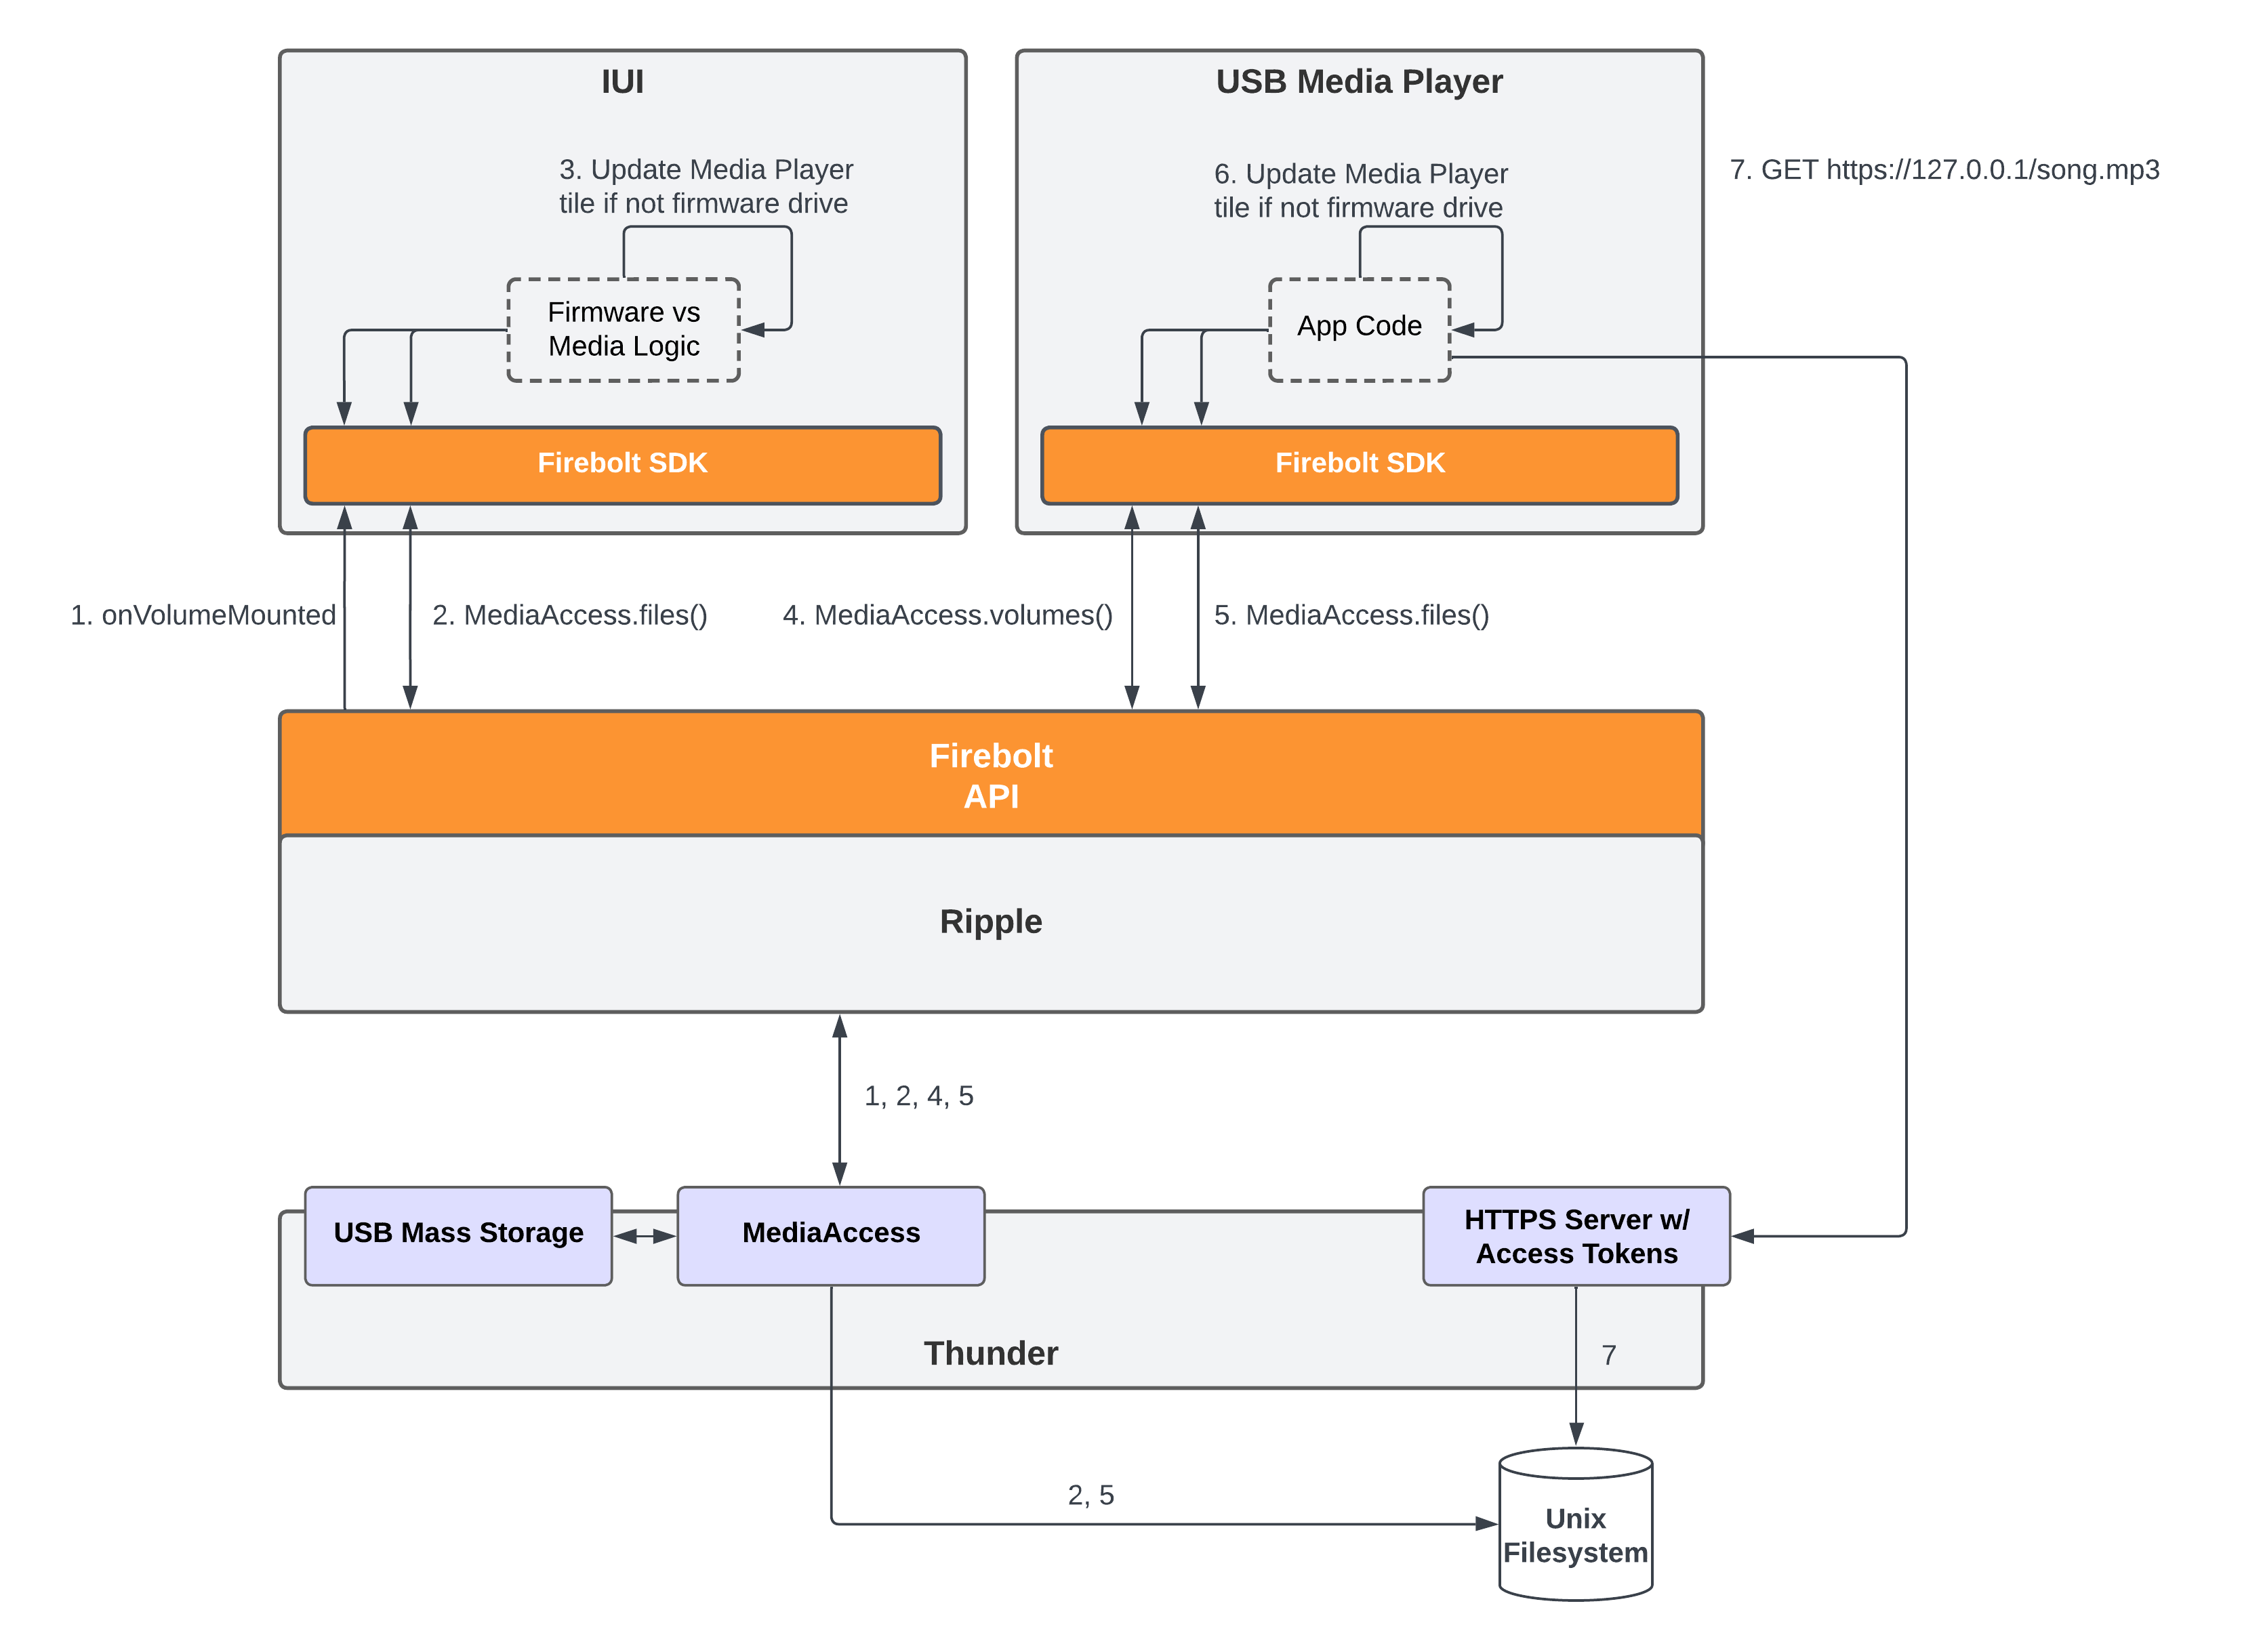 IUI
USB Media Player
3. Update Media Player
tile if not firmware drive
6. Update Media Player
tile if not firmware drive
7. GET https://127.0.0.1/song.mp3
Firmware vs
Media Logic
App Code
Firebolt SDK
Firebolt SDK
1. onVolumeMounted
2. MediaAccess.files()
4. MediaAccess.volumes()
5. MediaAccess.files()
Firebolt
API
Ripple
1, 2, 4, 5
USB Mass Storage
MediaAccess
HTTPS Server w/
Access Tokens
Thunder
7
2, 5
Unix
Filesystem